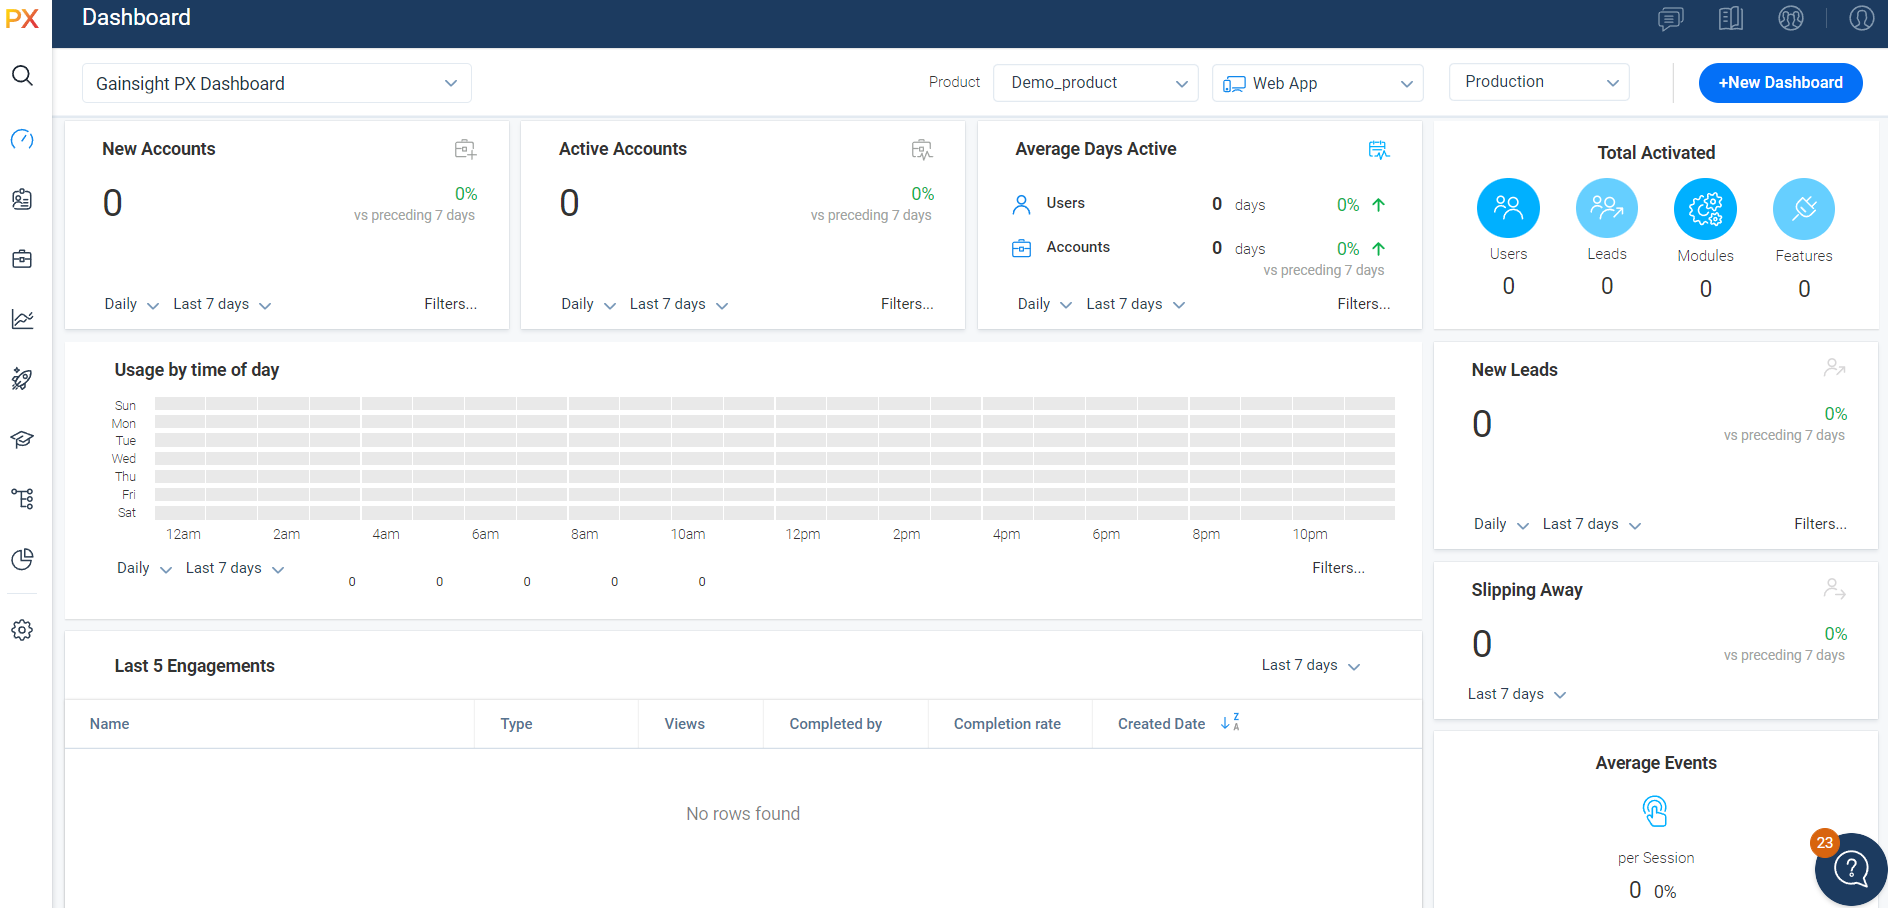 PX
Dashboard
Gainsight PX Dashboard
Product
Demo_product
Web App
Production
+New Dashboard
New Accounts
0
0%
vs preceding 7 days
Daily
Last 7 days
Filters...
Active Accounts
0
0%
vs preceding 7 days
Daily
Last 7 days
Filters...
Average Days Active
Users
0 days
0%
Accounts
0 days
0%
vs preceding 7 days
Daily
Last 7 days
Filters...
Total Activated
Users
0
Leads
0
Modules
0
Features
0
Usage by time of day
Sun
Mon
Tue
Wed
Thu
Fri
Sat
12am 2am 4am 6am 8am 10am 12pm 2pm 4pm 6pm 8pm 10pm
Daily
Last 7 days
0 0 0 0 0
Filters...
New Leads
0
0%
vs preceding 7 days
Daily
Last 7 days
Filters...
Slipping Away
0
0%
vs preceding 7 days
Last 7 days
Last 5 Engagements
Last 7 days
Name Type Views Completed by Completion rate Created Date Z A
No rows found
Average Events
per Session
0 0%
23
?